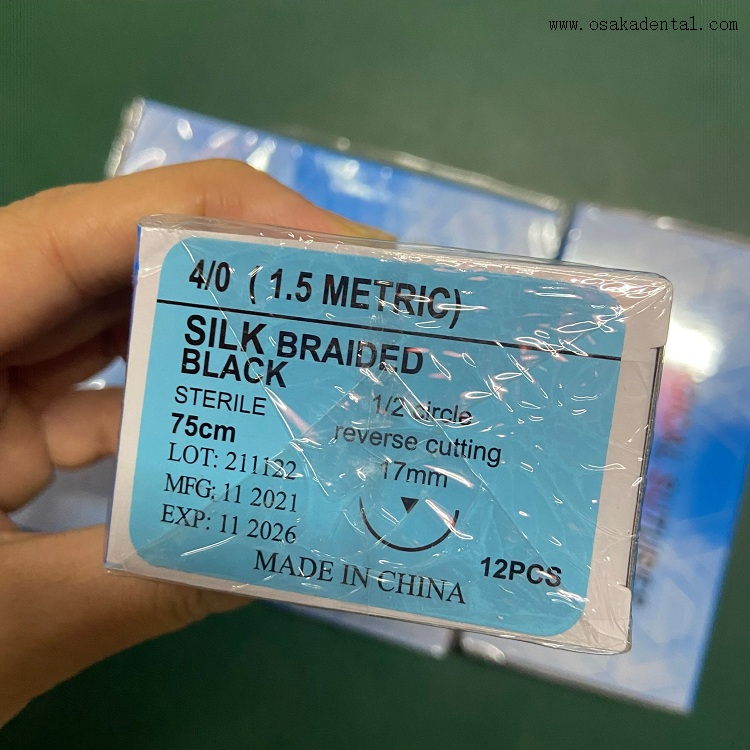 www.osakadental.com
4/0 ( 1.5 METRIC)
SILK BRAIDED
BLACK
STERILE
75cm
LOT: 211122
MFG: 11 2021
EXP: 11 2026
1/2 circle
reverse cutting
17mm
12PCS
MADE IN CHINA